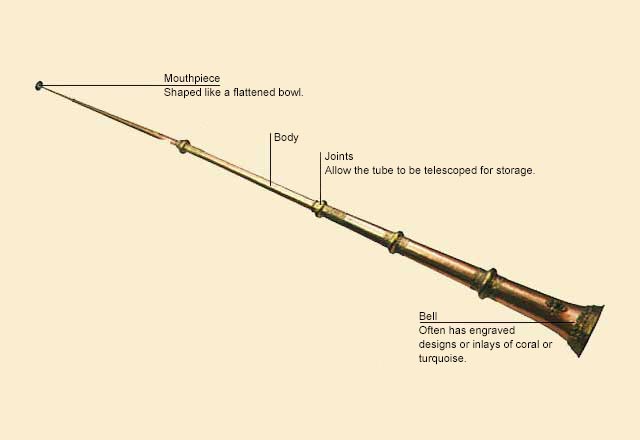 Mouthpiece
Shaped like a flattened bowl.
Body
Joints
Allow the tube to be telescoped for storage.
Bell
Often has engraved
designs or inlays of coral or
turquoise.